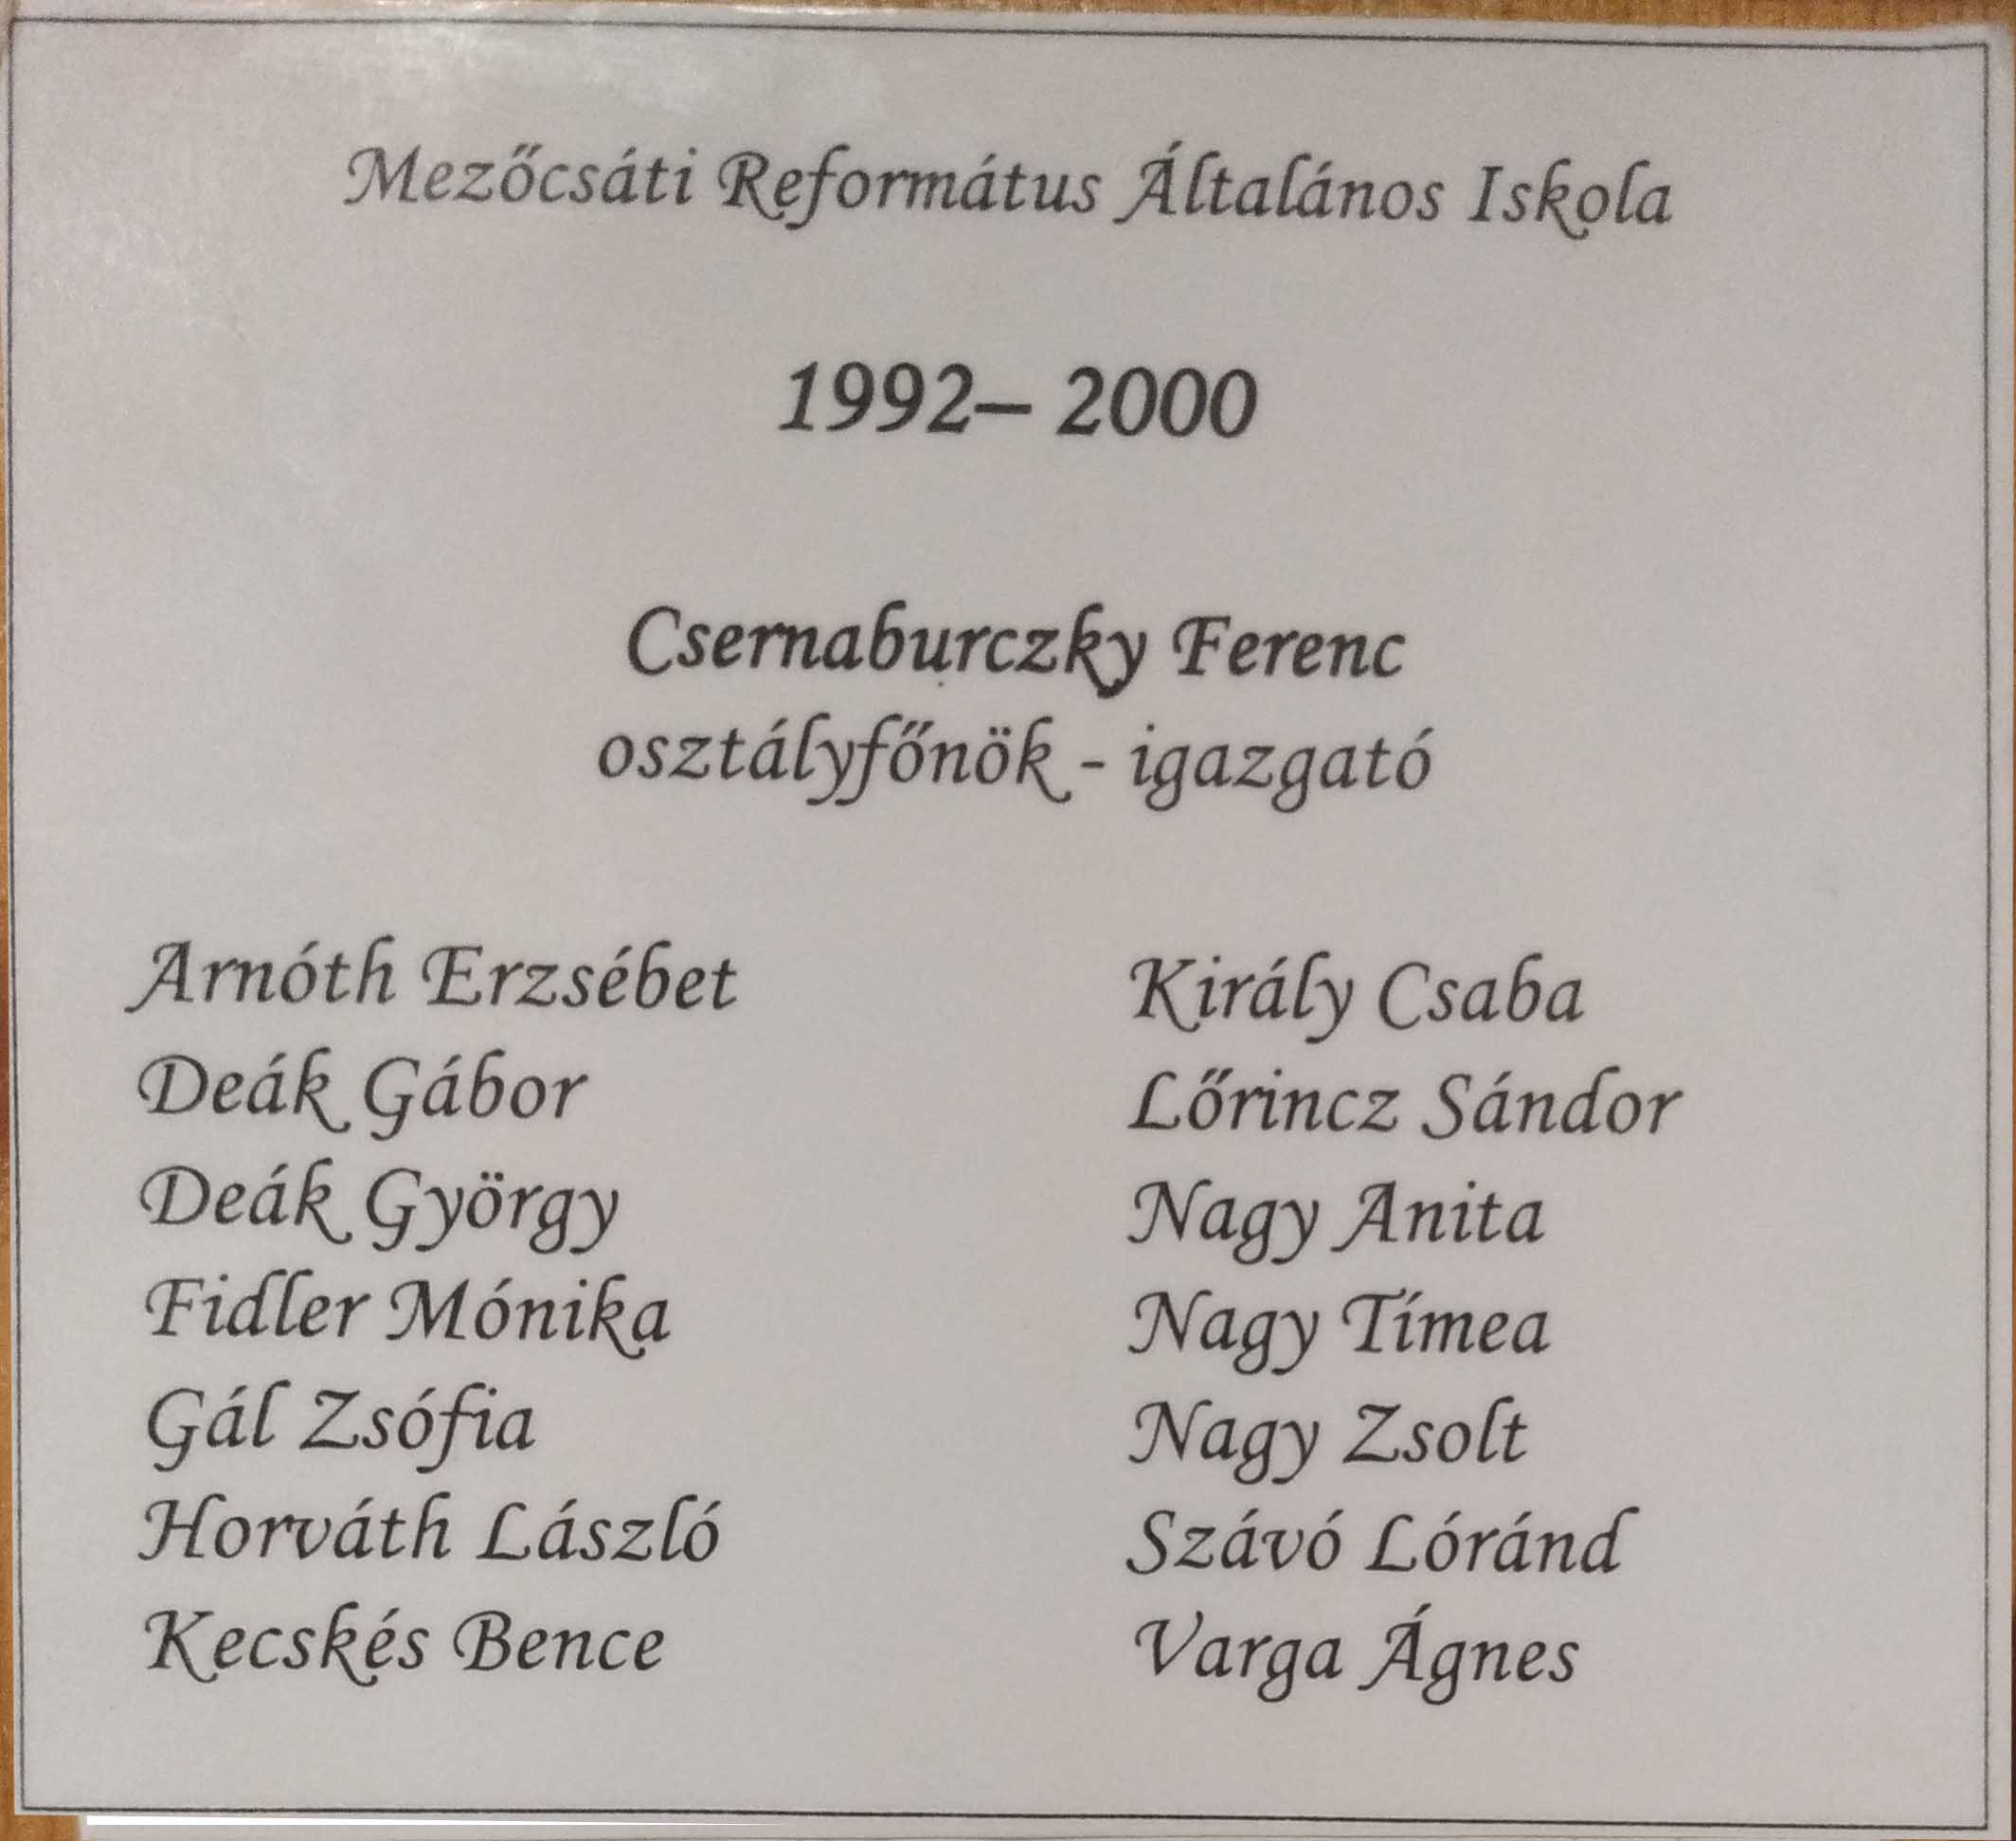 Mezőcsáti Református Általános Iskola
1992– 2000
Csernaburczky Ferenc
osztályfőnök - igazgató
Arnóth Erzsébet
Deák Gábor
Deák György
Fidler Mónika
Gál Zsófia
Horváth László
Kecskés Bence
Király Csaba
Lőrincz Sándor
Nagy Anita
Nagy Tímea
Nagy Zsolt
Szávó Lóránd
Varga Ágnes